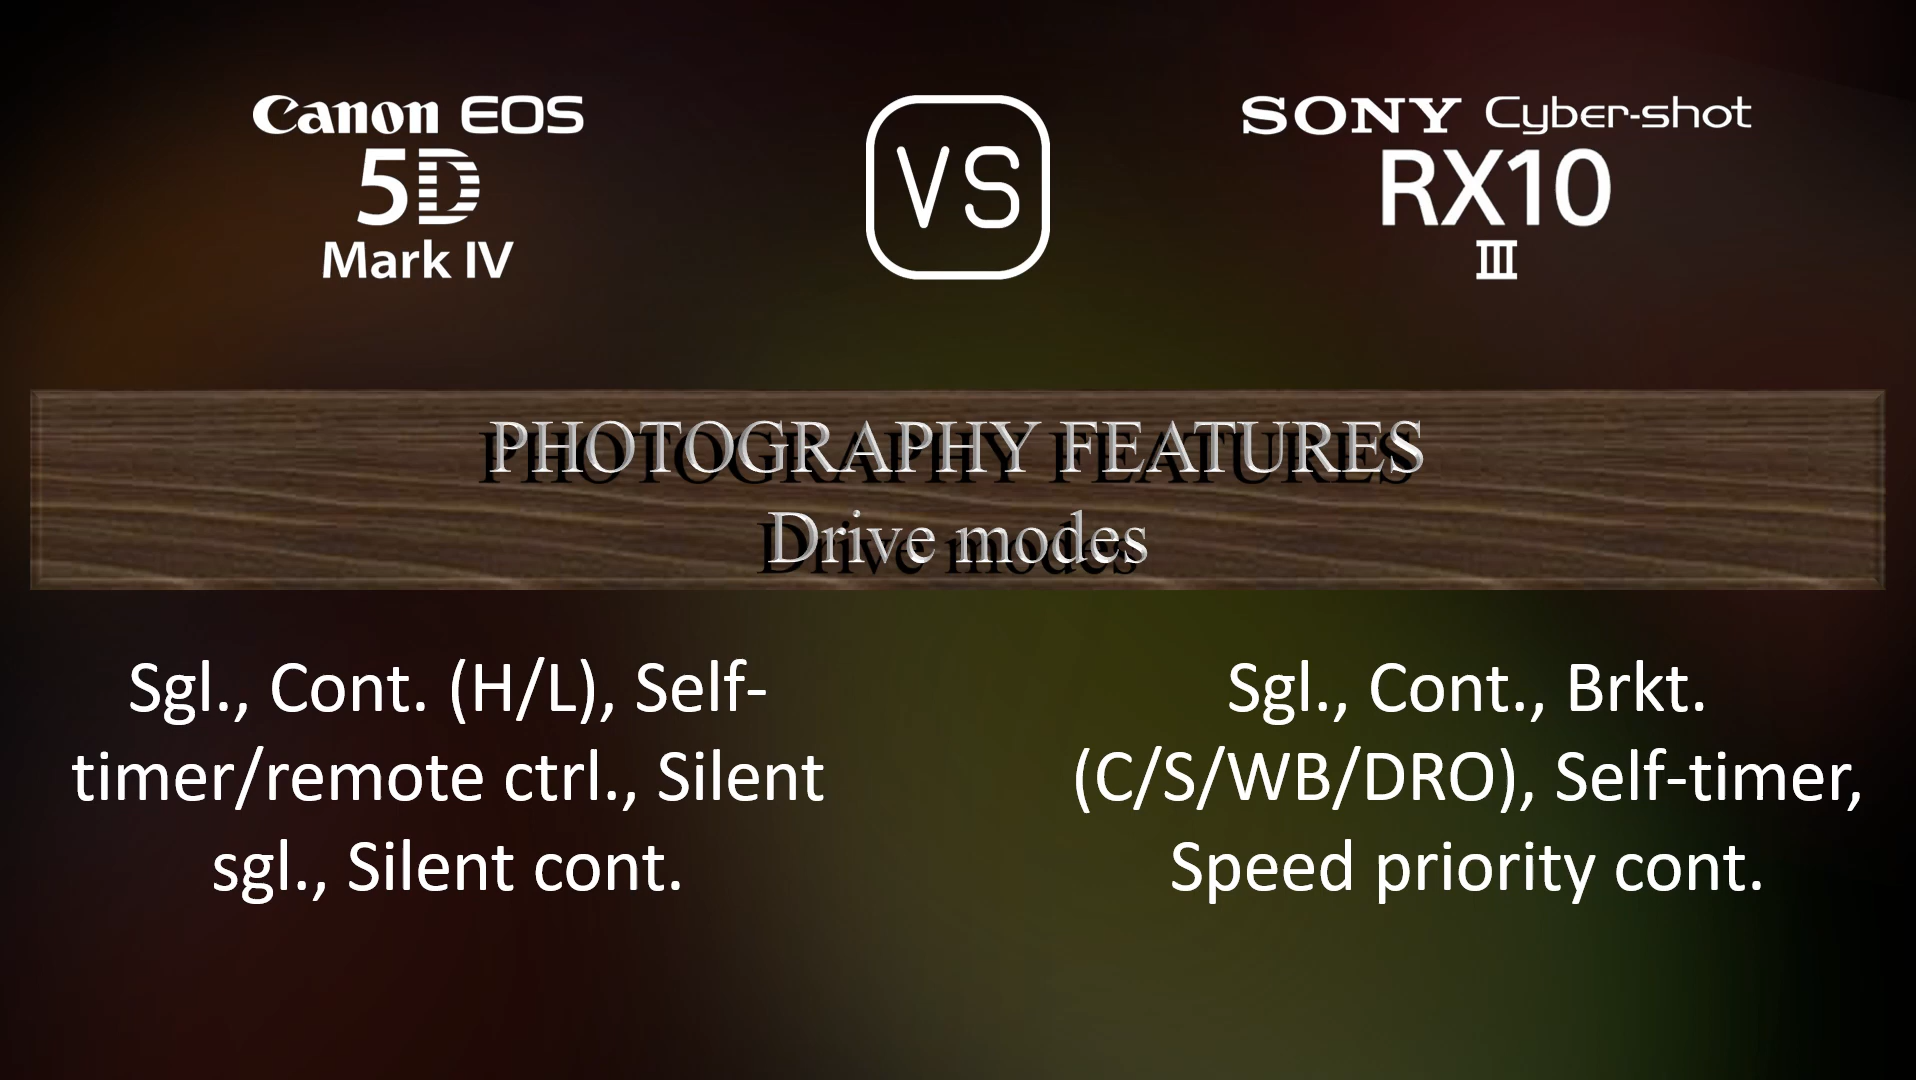 Canon EOS
5D
Mark IV
VS
SONY Cyber-shot
RX10
III
PHOTOGRAPHY FEATURES
Drive modes
Sgl., Cont. (H/L), Self-
timer/remote ctrl., Silent
sgl., Silent cont.
Sgl., Cont., Brkt.
(C/S/WB/DRO), Self-timer,
Speed priority cont.